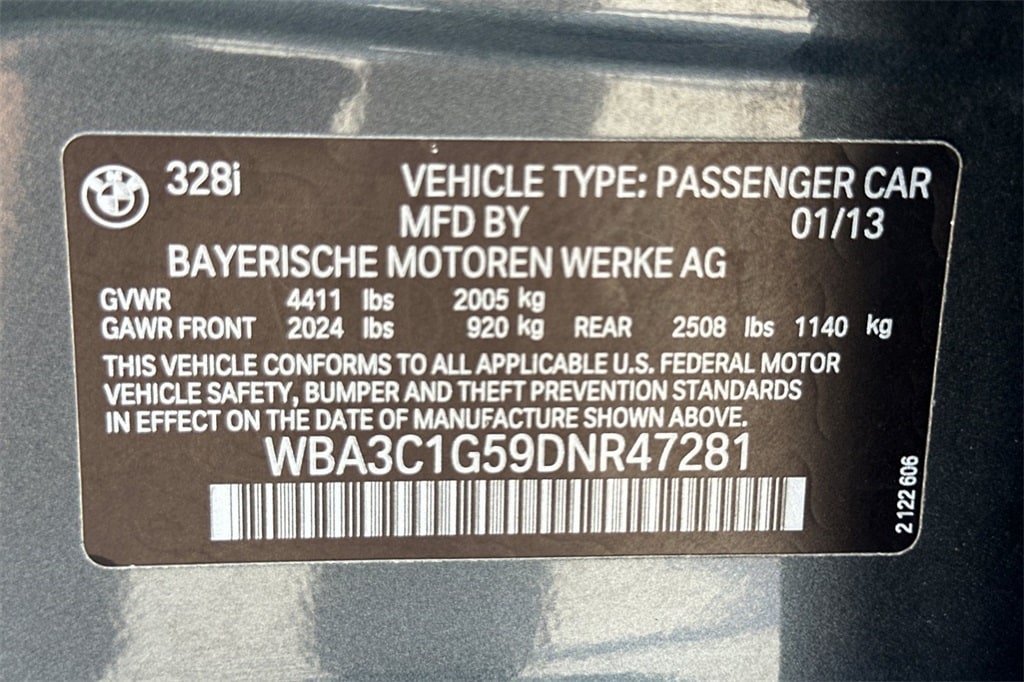 328i VEHICLE TYPE: PASSENGER CAR
MFD BY 01/13
BAYERISCHE MOTOREN WERKE AG
GVWR 4411 lbs 2005 kg
GAWR FRONT 2024 lbs 920 kg REAR 2508 lbs 1140 kg
THIS VEHICLE CONFORMS TO ALL APPLICABLE U.S. FEDERAL MOTOR
VEHICLE SAFETY, BUMPER AND THEFT PREVENTION STANDARDS
IN EFFECT ON THE DATE OF MANUFACTURE SHOWN ABOVE.
WBA3C1G59DNR47281
2 122 606